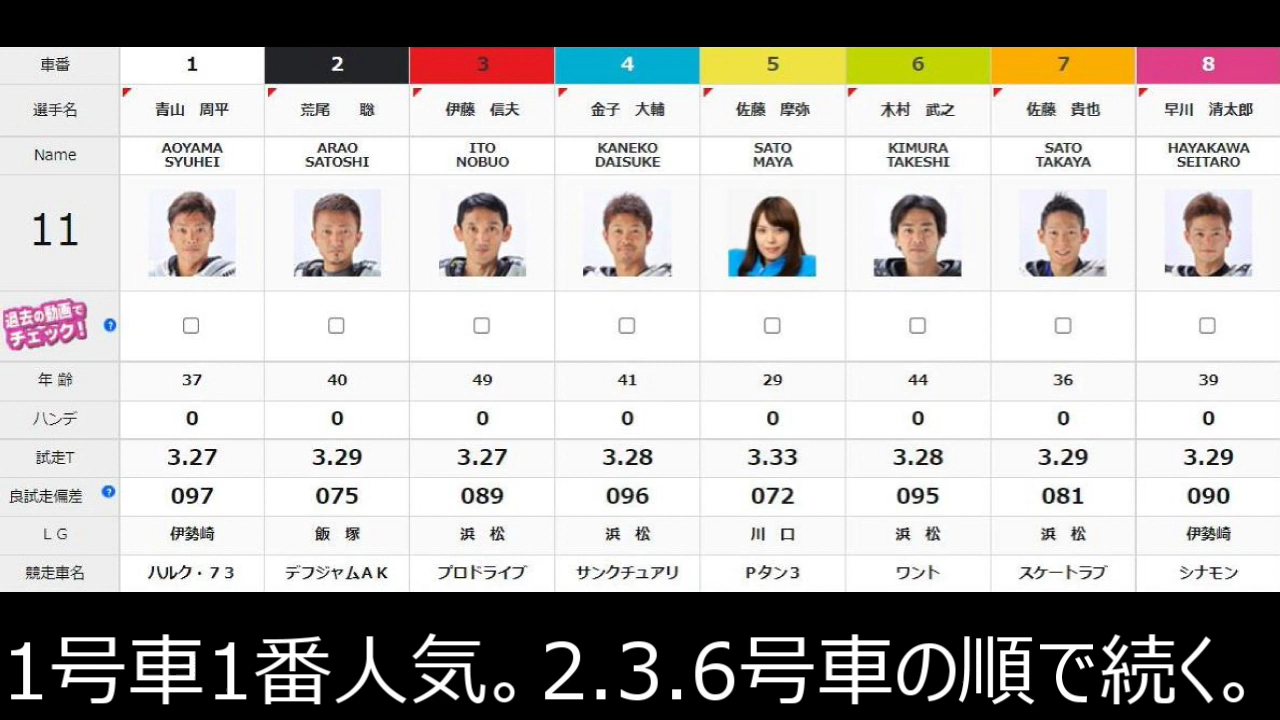 車番 1 2 3 4 5 6 7 8
選手名 青山 周平 荒尾 聡 伊藤 信夫 金子 大輔 佐藤 摩弥 木村 武之 佐藤 貴也 早川 清太郎
Name AOYAMA SYUHEI ARAO SATOSHI ITO NOBUO KANEKO DAISUKE SATO MAYA KIMURA TAKESHI SATO TAKAYA HAYAKAWA SEITARO
11
過去の動画で
チェック! ?
年齢 37 40 49 41 29 44 36 39
ハンデ 0 0 0 0 0 0 0 0
試走T 3.27 3.29 3.27 3.28 3.33 3.28 3.29 3.29
良試走偏差 ? 097 075 089 096 072 095 081 090
LG 伊勢崎 飯塚 浜松 浜松 川口 浜松 浜松 伊勢崎
競走車名 ハルク・73 デフジャムAK プロドライブ サンクチュアリ Pタン3 ワント スケートラブ シナモン
1号車1番人気。2.3.6号車の順で続く。